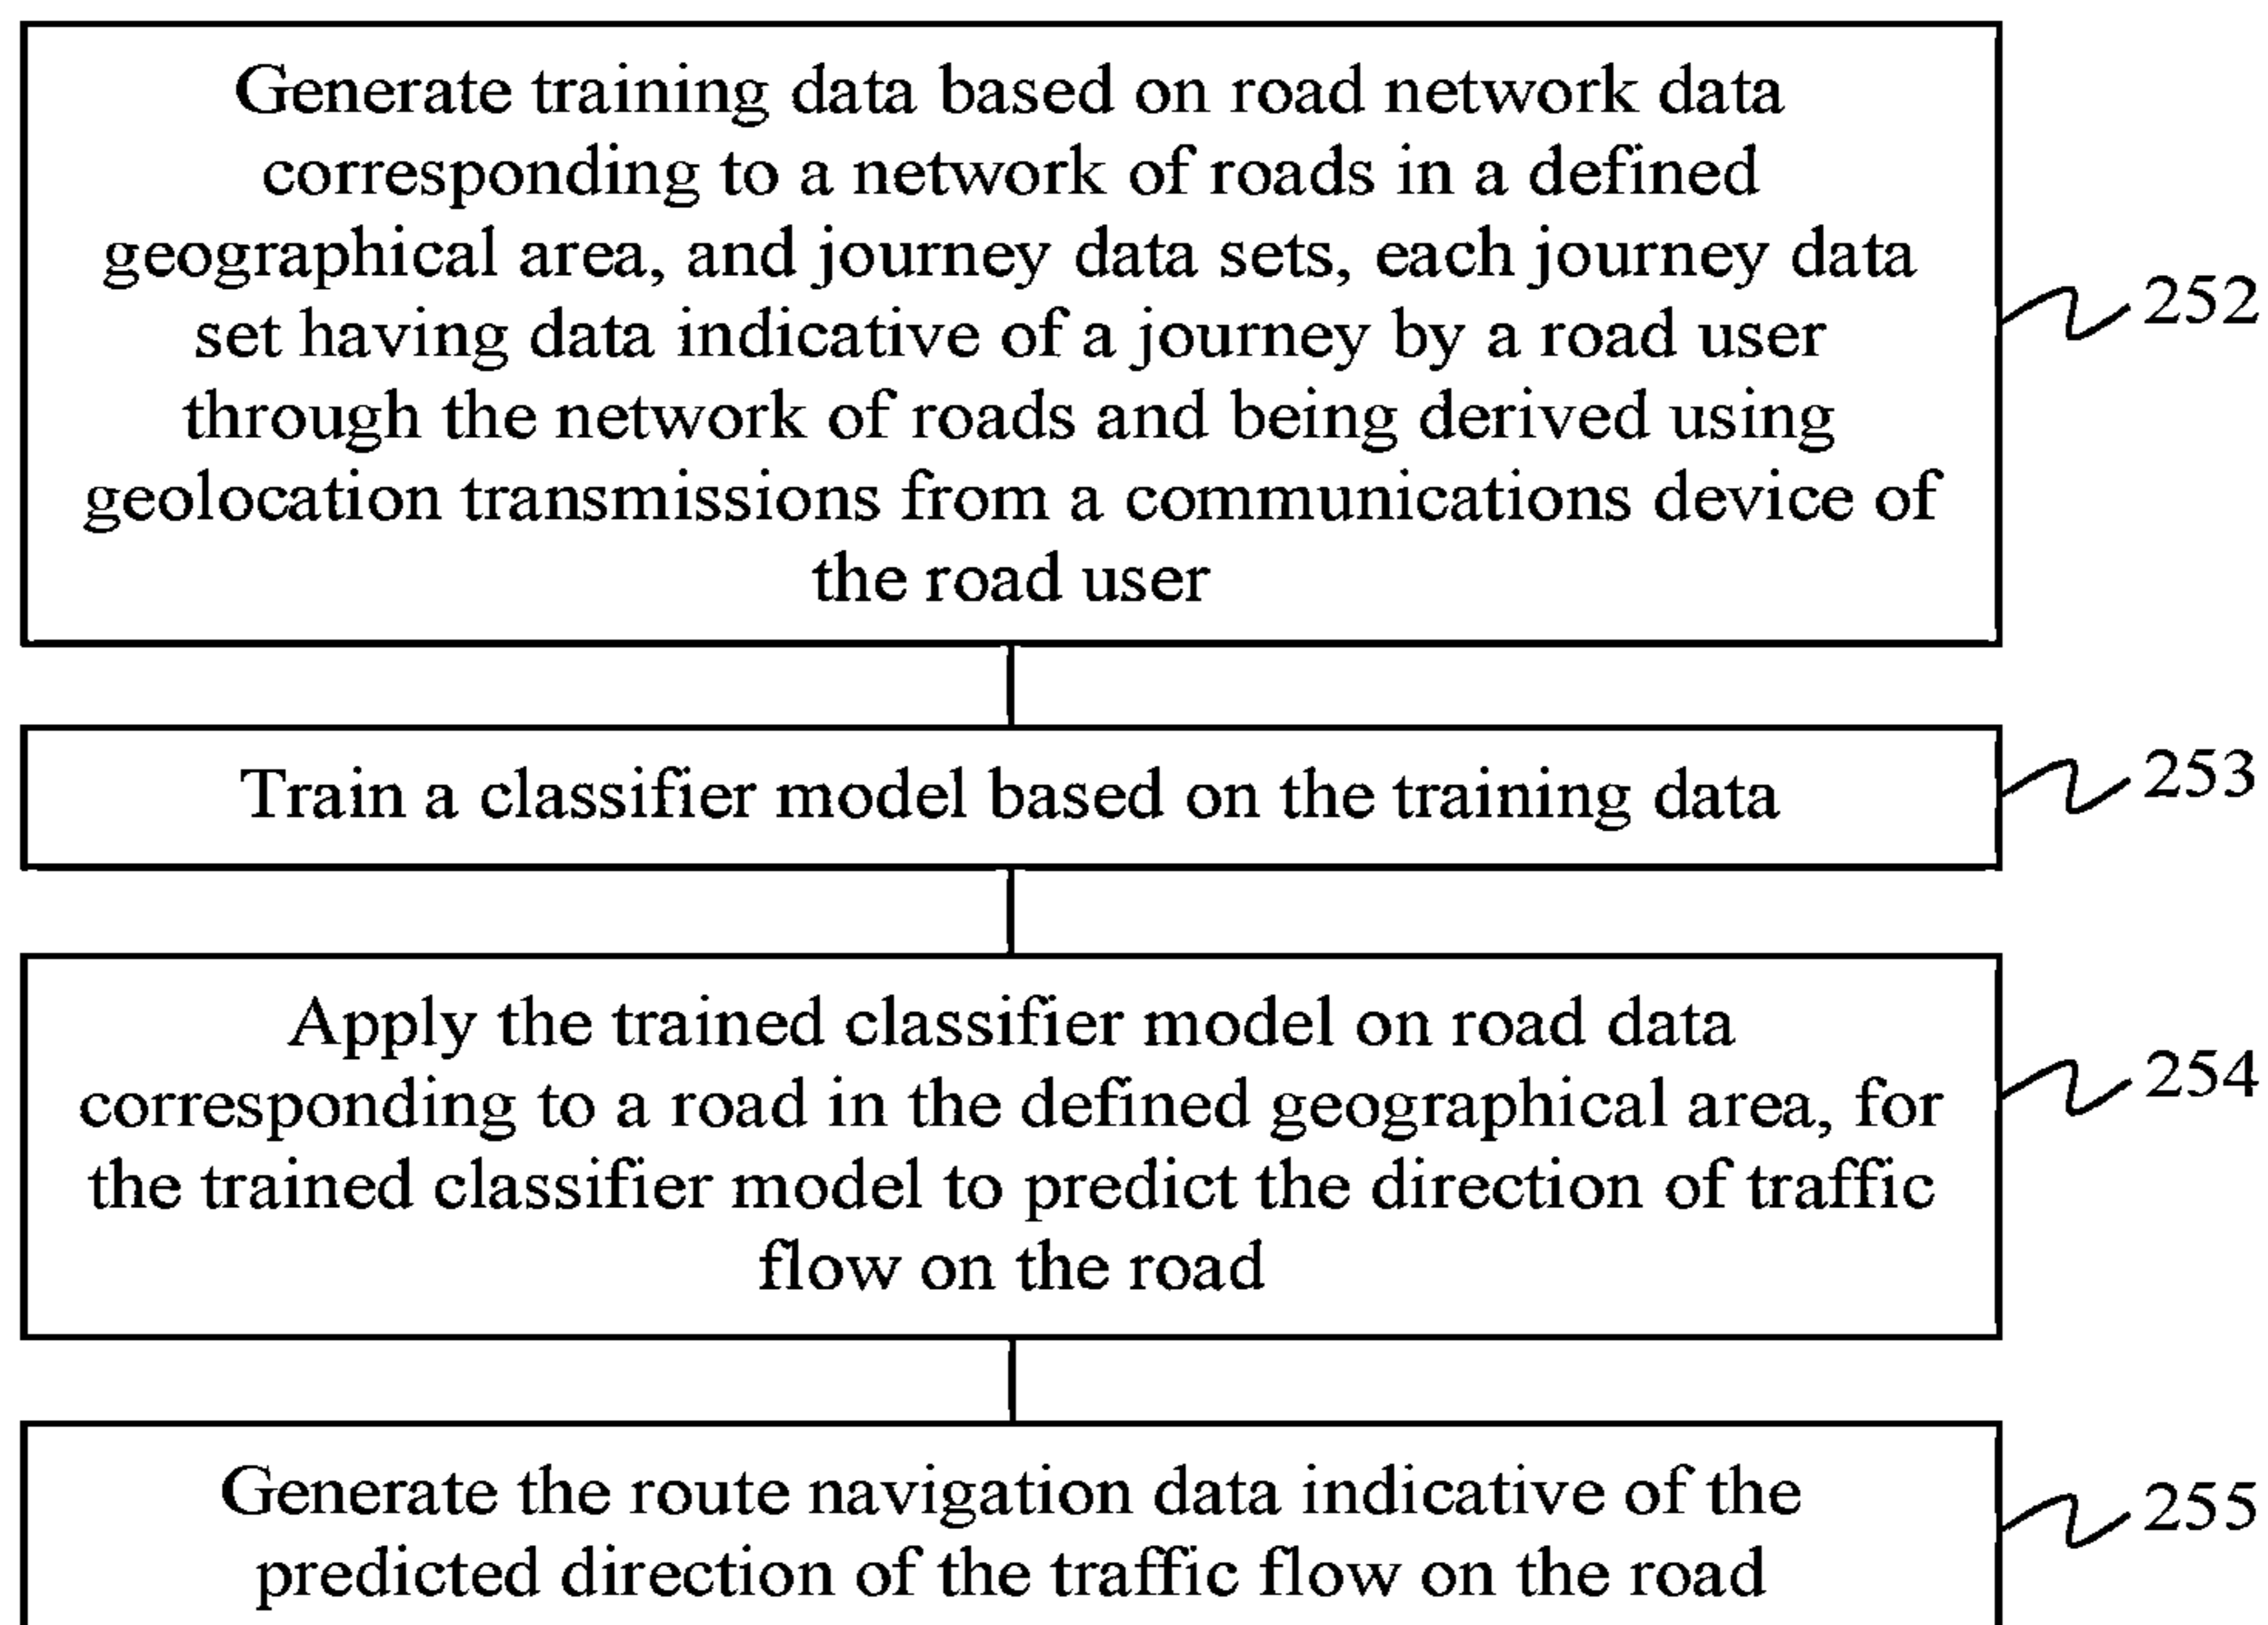 Generate training data based on road network data
corresponding to a network of roads in a defined
geographical area, and journey data sets, each journey data
set having data indicative of a journey by a road user
through the network of roads and being derived using
geolocation transmissions from a communications device of
the road user
252
Train a classifier model based on the training data
253
Apply the trained classifier model on road data
corresponding to a road in the defined geographical area, for
the trained classifier model to predict the direction of traffic
flow on the road
254
Generate the route navigation data indicative of the
predicted direction of the traffic flow on the road
255